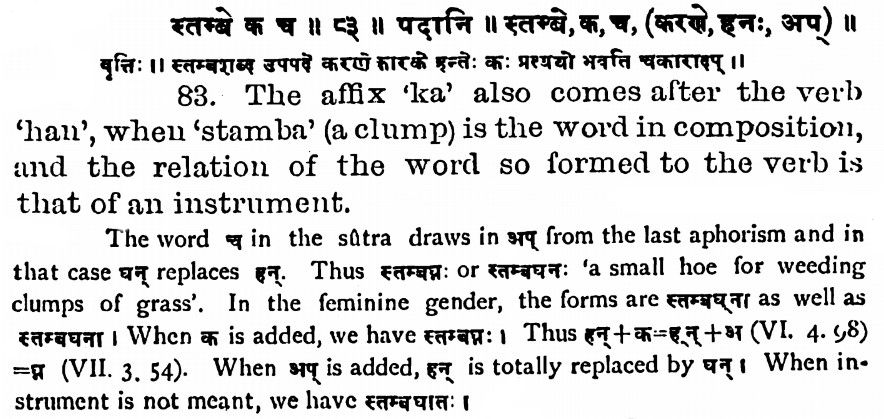 स्तम्बे क च ॥ ८३ ॥ पदानि ॥ स्तम्बे, क, च, (करणे, हनः, अप्) ॥
वृत्तिः ॥ स्तम्बशब्द उपपदे करणे कारके हन्तेः कः प्रत्ययो भवति चकारादप् ॥
83. The affix ‘ka’ also comes after the verb
‘han’, when ‘stamba’ (a clump) is the word in composition,
and the relation of the word so formed to the verb is
that of an instrument.
The word च in the sûtra draws in अप् from the last aphorism and in
that case घन् replaces हन्. Thus स्तम्बघ्नः or स्तम्बघनः ‘a small hoe for weeding
clumps of grass’. In the feminine gender, the forms are स्तम्बघ्ना as well as
स्तम्बघना । When क is added, we have स्तम्बघ्नः । Thus हन्+क=ह्न्+अ (VI. 4. 98)
=घ्न (VII. 3. 54). When अप् is added, हन् is totally replaced by घन् । When in-
strument is not meant, we have स्तम्बघातः ।